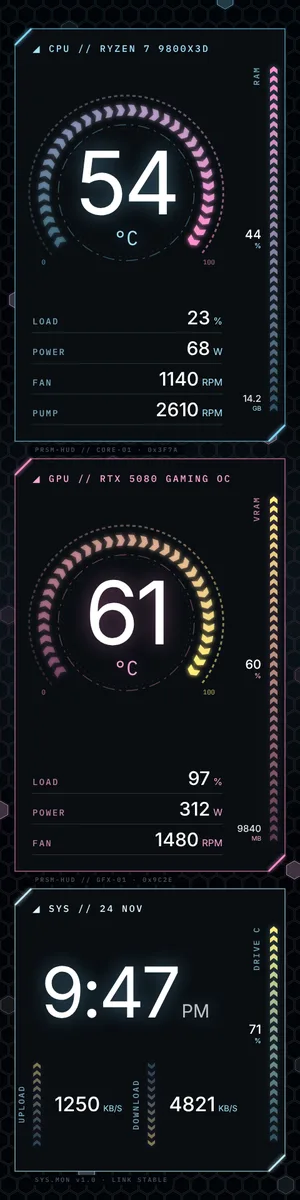 CPU // RYZEN 7 9800X3D
RAM
54
°C
0 100
44
%
LOAD 23 %
POWER 68 W
FAN 1140 RPM
14.2
GB
PUMP 2610 RPM
PRSM-HUD // CORE-01 · 0x3F7A
GPU // RTX 5080 GAMING OC
VRAM
61
°C
0 100
60
%
LOAD 97 %
POWER 312 W
FAN 1480 RPM
9840
MB
PRSM-HUD // GFX-01 · 0x9C2E
SYS // 24 NOV
DRIVE C
9:47 PM
71
%
UPLOAD 1250 KB/S
DOWNLOAD 4821 KB/S
SYS.MON v1.0 · LINK STABLE